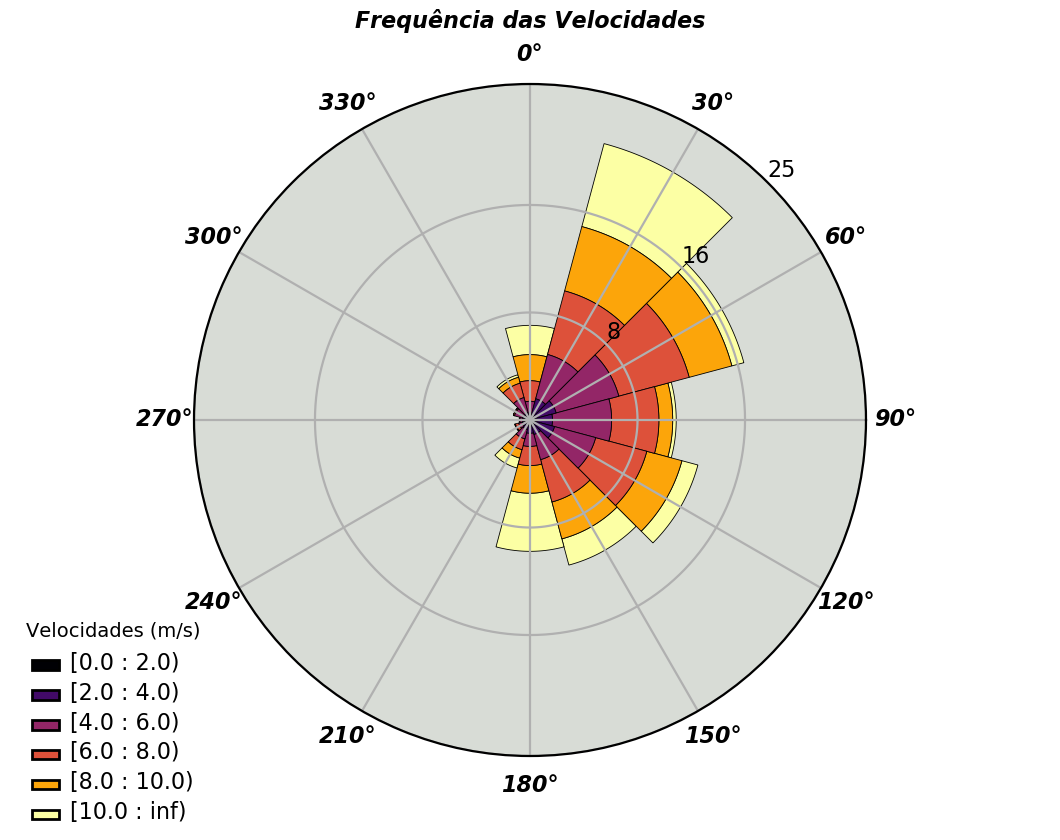 Frequência das Velocidades
0°
330°
30°
25
300°
60°
16
8
270°
90°
240°
120°
210°
150°
180°
Velocidades (m/s)
[0.0 : 2.0)
[2.0 : 4.0)
[4.0 : 6.0)
[6.0 : 8.0)
[8.0 : 10.0)
[10.0 : inf)